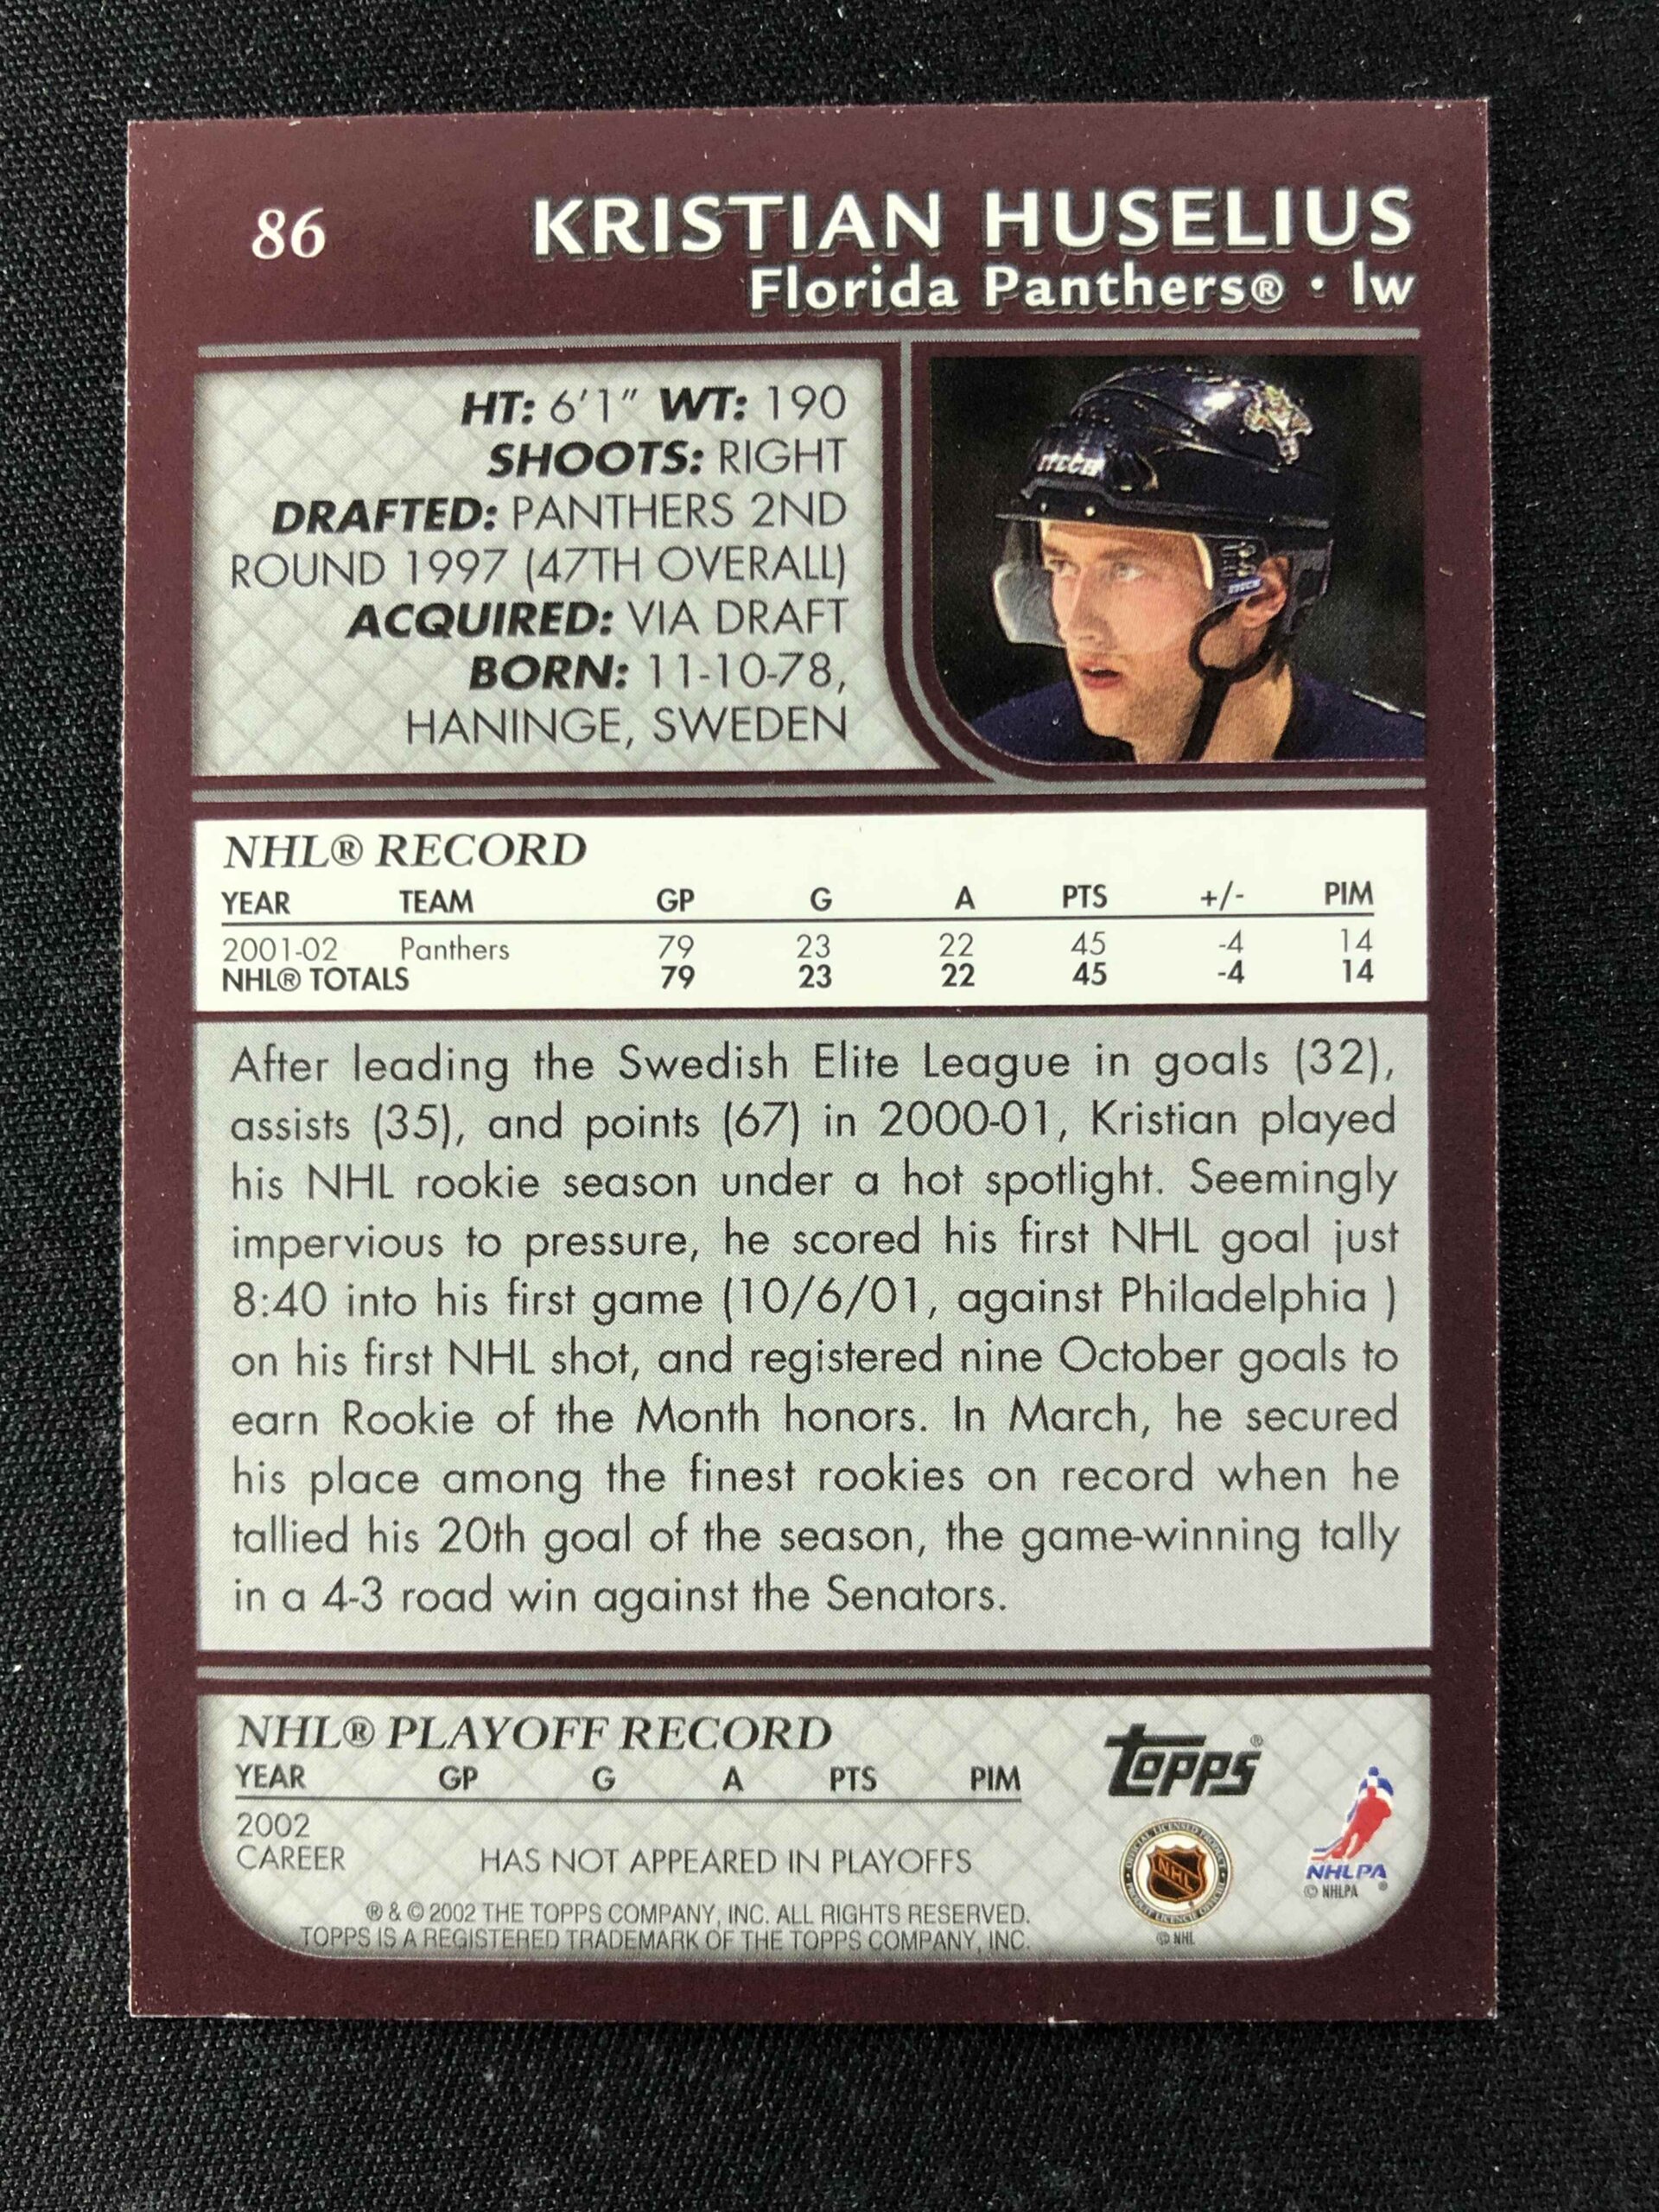 86
KRISTIAN HUSELIUS
Florida Panthers® • lw
HT: 6'1" WT: 190
SHOOTS: RIGHT
DRAFTED: PANTHERS 2ND
ROUND 1997 (47TH OVERALL)
ACQUIRED: VIA DRAFT
BORN: 11-10-78,
HANINGE, SWEDEN
ITECH
NHL® RECORD
YEAR TEAM GP G A PTS +/- PIM
2001-02 Panthers 79 23 22 45 -4 14
NHL® TOTALS 79 23 22 45 -4 14
After leading the Swedish Elite League in goals (32),
assists (35), and points (67) in 2000-01, Kristian played
his NHL rookie season under a hot spotlight. Seemingly
impervious to pressure, he scored his first NHL goal just
8:40 into his first game (10/6/01, against Philadelphia )
on his first NHL shot, and registered nine October goals to
earn Rookie of the Month honors. In March, he secured
his place among the finest rookies on record when he
tallied his 20th goal of the season, the game-winning tally
in a 4-3 road win against the Senators.
NHL® PLAYOFF RECORD
YEAR GP G A PTS PIM
2002
CAREER HAS NOT APPEARED IN PLAYOFFS
® & © 2002 THE TOPPS COMPANY, INC. ALL RIGHTS RESERVED.
TOPPS IS A REGISTERED TRADEMARK OF THE TOPPS COMPANY, INC.
Topps®
OFFICIAL LICENSED PRODUCT
NHL
© NHL
NHLPA®
© NHLPA